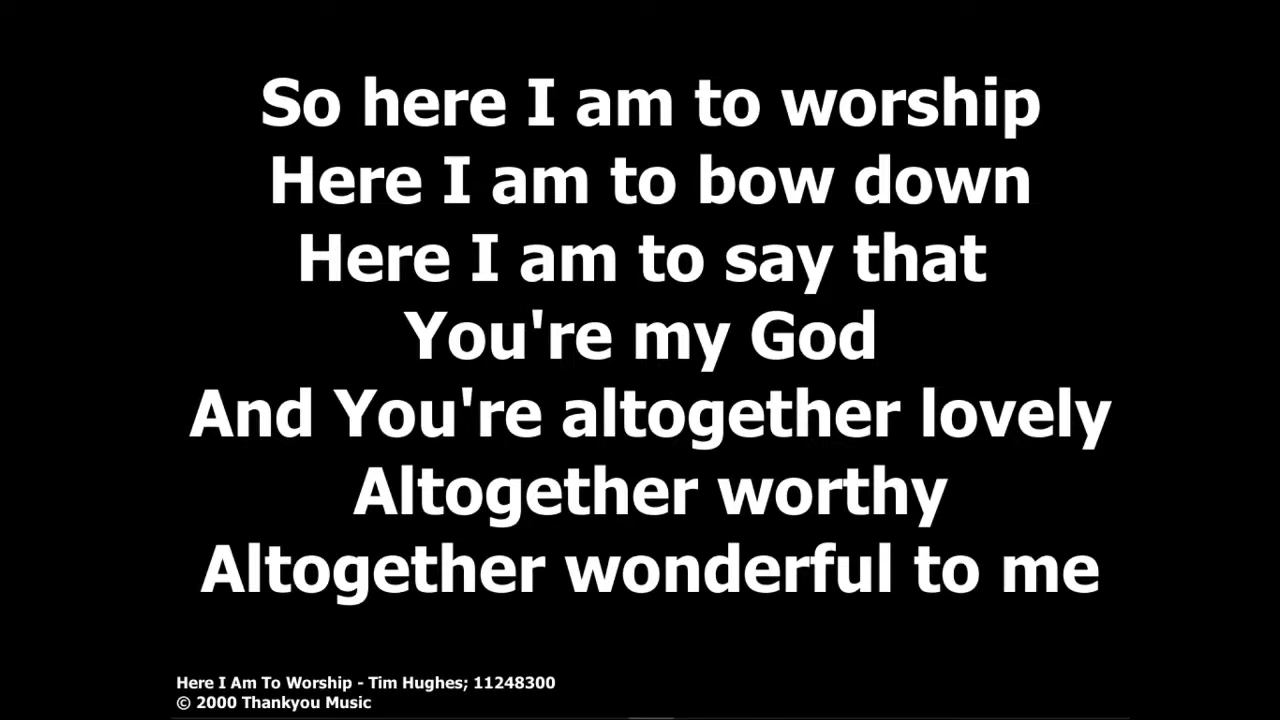 So here I am to worship
Here I am to bow down
Here I am to say that
You're my God
And You're altogether lovely
Altogether worthy
Altogether wonderful to me
Here I Am To Worship - Tim Hughes; 11248300
© 2000 Thankyou Music